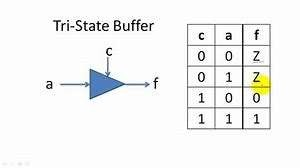 Tri-State Buffer
c
a
f
c a f
0 0 Z
0 1 Z
1 0 0
1 1 1